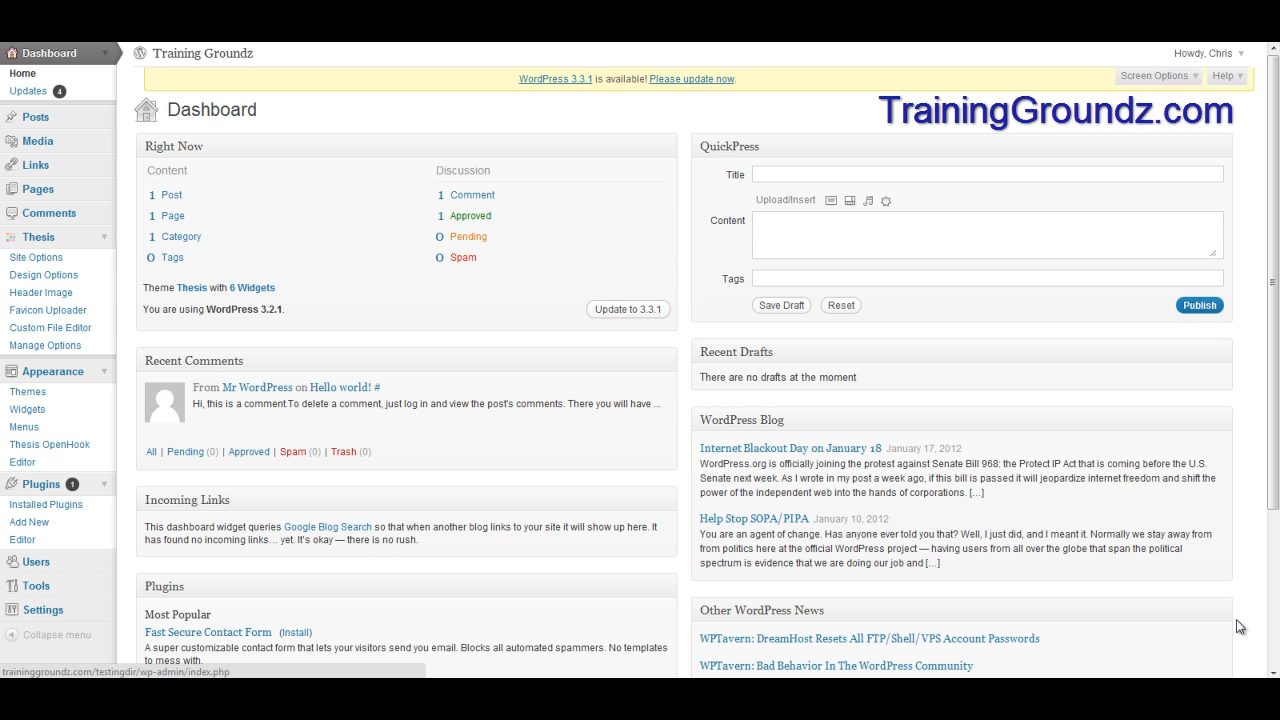 Dashboard
Home
Updates 4
Posts
Media
Links
Pages
Comments
Thesis
Site Options
Design Options
Header Image
Favicon Uploader
Custom File Editor
Manage Options
Appearance
Themes
Widgets
Menus
Thesis OpenHook
Editor
Plugins 1
Installed Plugins
Add New
Editor
Users
Tools
Settings
Collapse menu
traininggroundz.com/testingdir/wp-admin/index.php
Training Groundz
Howdy, Chris
WordPress 3.3.1 is available! Please update now.
Screen Options
Help
Dashboard
TrainingGroundz.com
Right Now
Content
1 Post
1 Page
1 Category
0 Tags
Discussion
1 Comment
1 Approved
0 Pending
0 Spam
Theme Thesis with 6 Widgets
You are using WordPress 3.2.1.
Update to 3.3.1
Recent Comments
From Mr WordPress on Hello world! #
Hi, this is a comment.To delete a comment, just log in and view the post's comments. There you will have ...
All | Pending (0) | Approved | Spam (0) | Trash (0)
Incoming Links
This dashboard widget queries Google Blog Search so that when another blog links to your site it will show up here. It
has found no incoming links… yet. It's okay — there is no rush.
Plugins
Most Popular
Fast Secure Contact Form (Install)
A super customizable contact form that lets your visitors send you email. Blocks all automated spammers. No templates
to mess with.
QuickPress
Title
Upload/Insert
Content
Tags
Save Draft
Reset
Publish
Recent Drafts
There are no drafts at the moment
WordPress Blog
Internet Blackout Day on January 18 January 17, 2012
WordPress.org is officially joining the protest against Senate Bill 968: the Protect IP Act that is coming before the U.S.
Senate next week. As I wrote in my post a week ago, if this bill is passed it will jeopardize internet freedom and shift the
power of the independent web into the hands of corporations. […]
Help Stop SOPA/PIPA January 10, 2012
You are an agent of change. Has anyone ever told you that? Well, I just did, and I meant it. Normally we stay away from
from politics here at the official WordPress project — having users from all over the globe that span the political
spectrum is evidence that we are doing our job and […]
Other WordPress News
WPTavern: DreamHost Resets All FTP/Shell/VPS Account Passwords
WPTavern: Bad Behavior In The WordPress Community